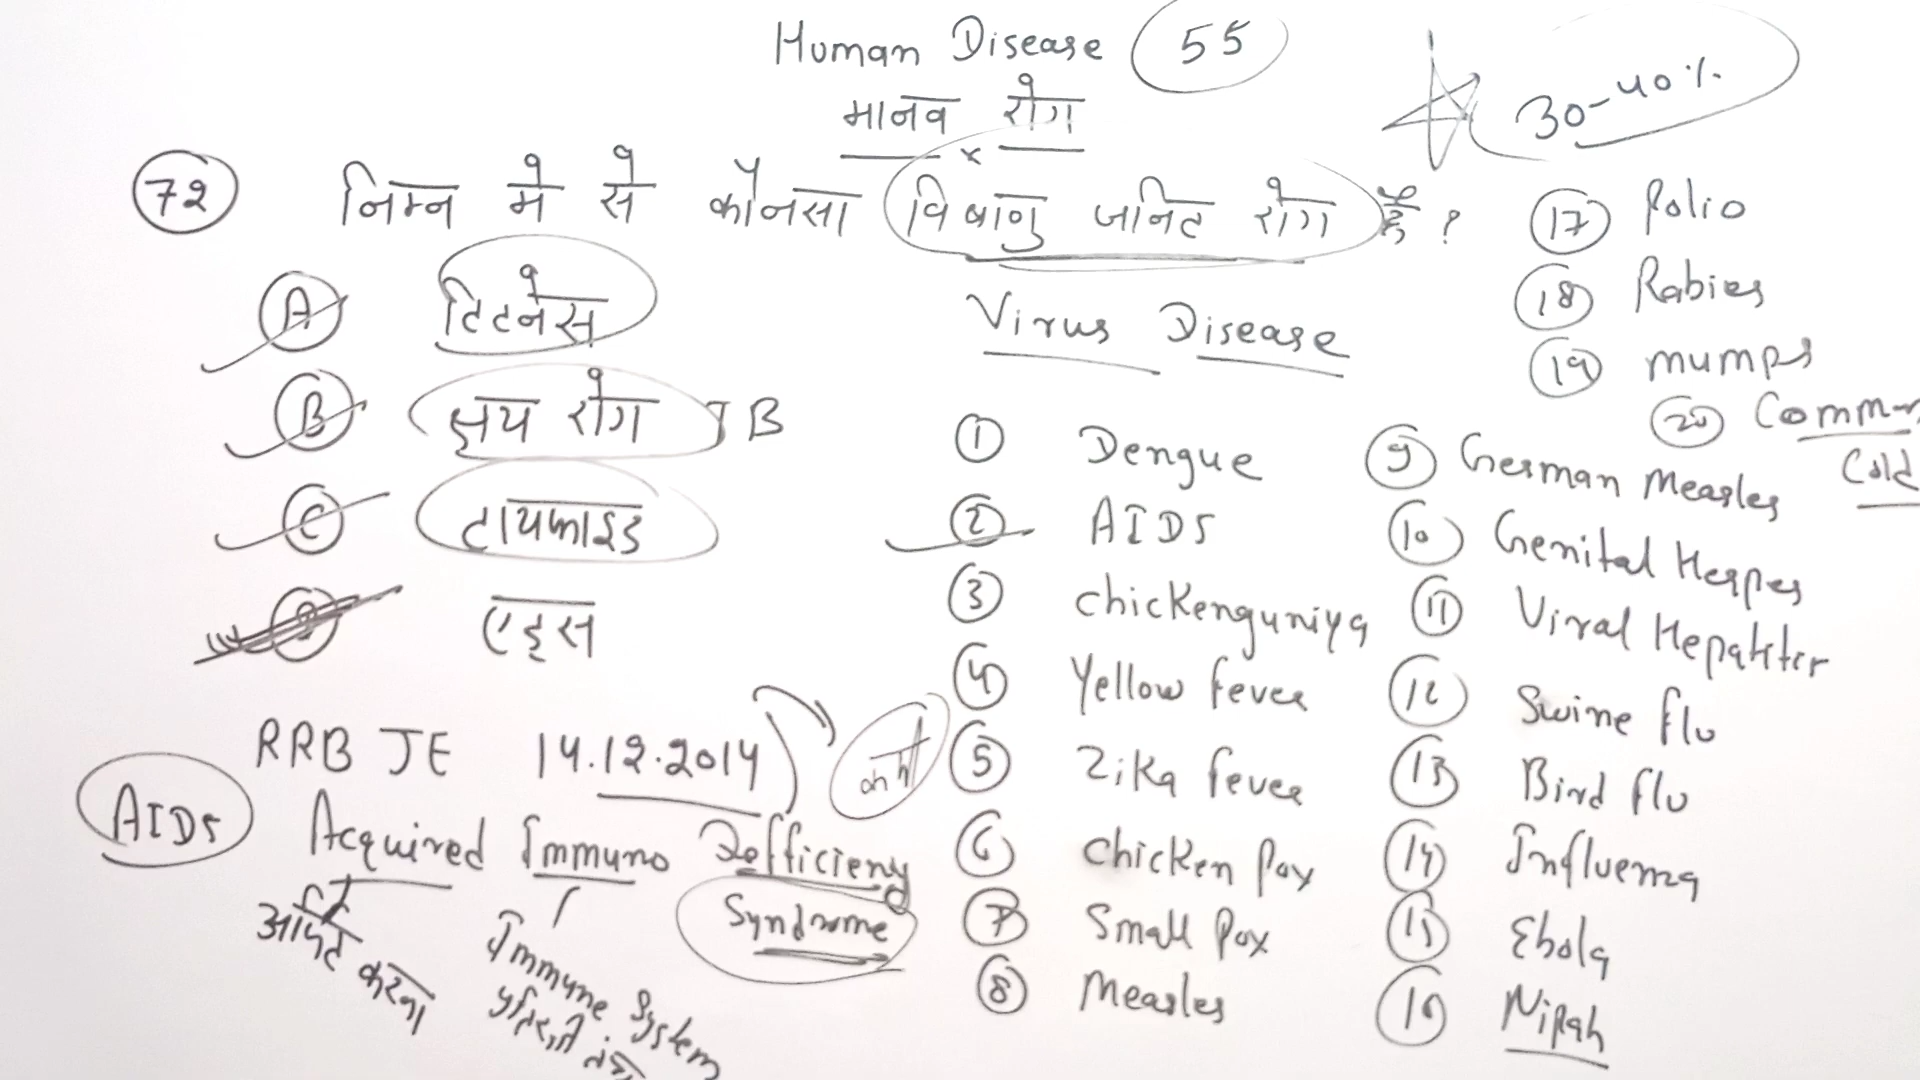 Human Disease 55
मानव रोग
30-40%
72 निम्न मे से कौनसा विषाणु जनित रोग है ?
A टिटनेस
B क्षय रोग TB
C टायफाइड
D एड्स
RRB JE 14.12.2014
कमी
AIDS Acquired Immuno Defficieny
Syndrome
करना
Immune System
Virus Disease
1 Dengue
2 AIDS
3 Chickenguniya
4 Yellow fever
5 Zika fever
6 Chicken Pox
7 Small Pox
8 Measles
9 German Measles
10 Genital Herpes
11 Viral Hepatitis
12 Swine flu
13 Bird flu
14 Influenza
15 Ebola
16 Nipah
17 Polio
18 Rabies
19 mumps
20 Common
Cold